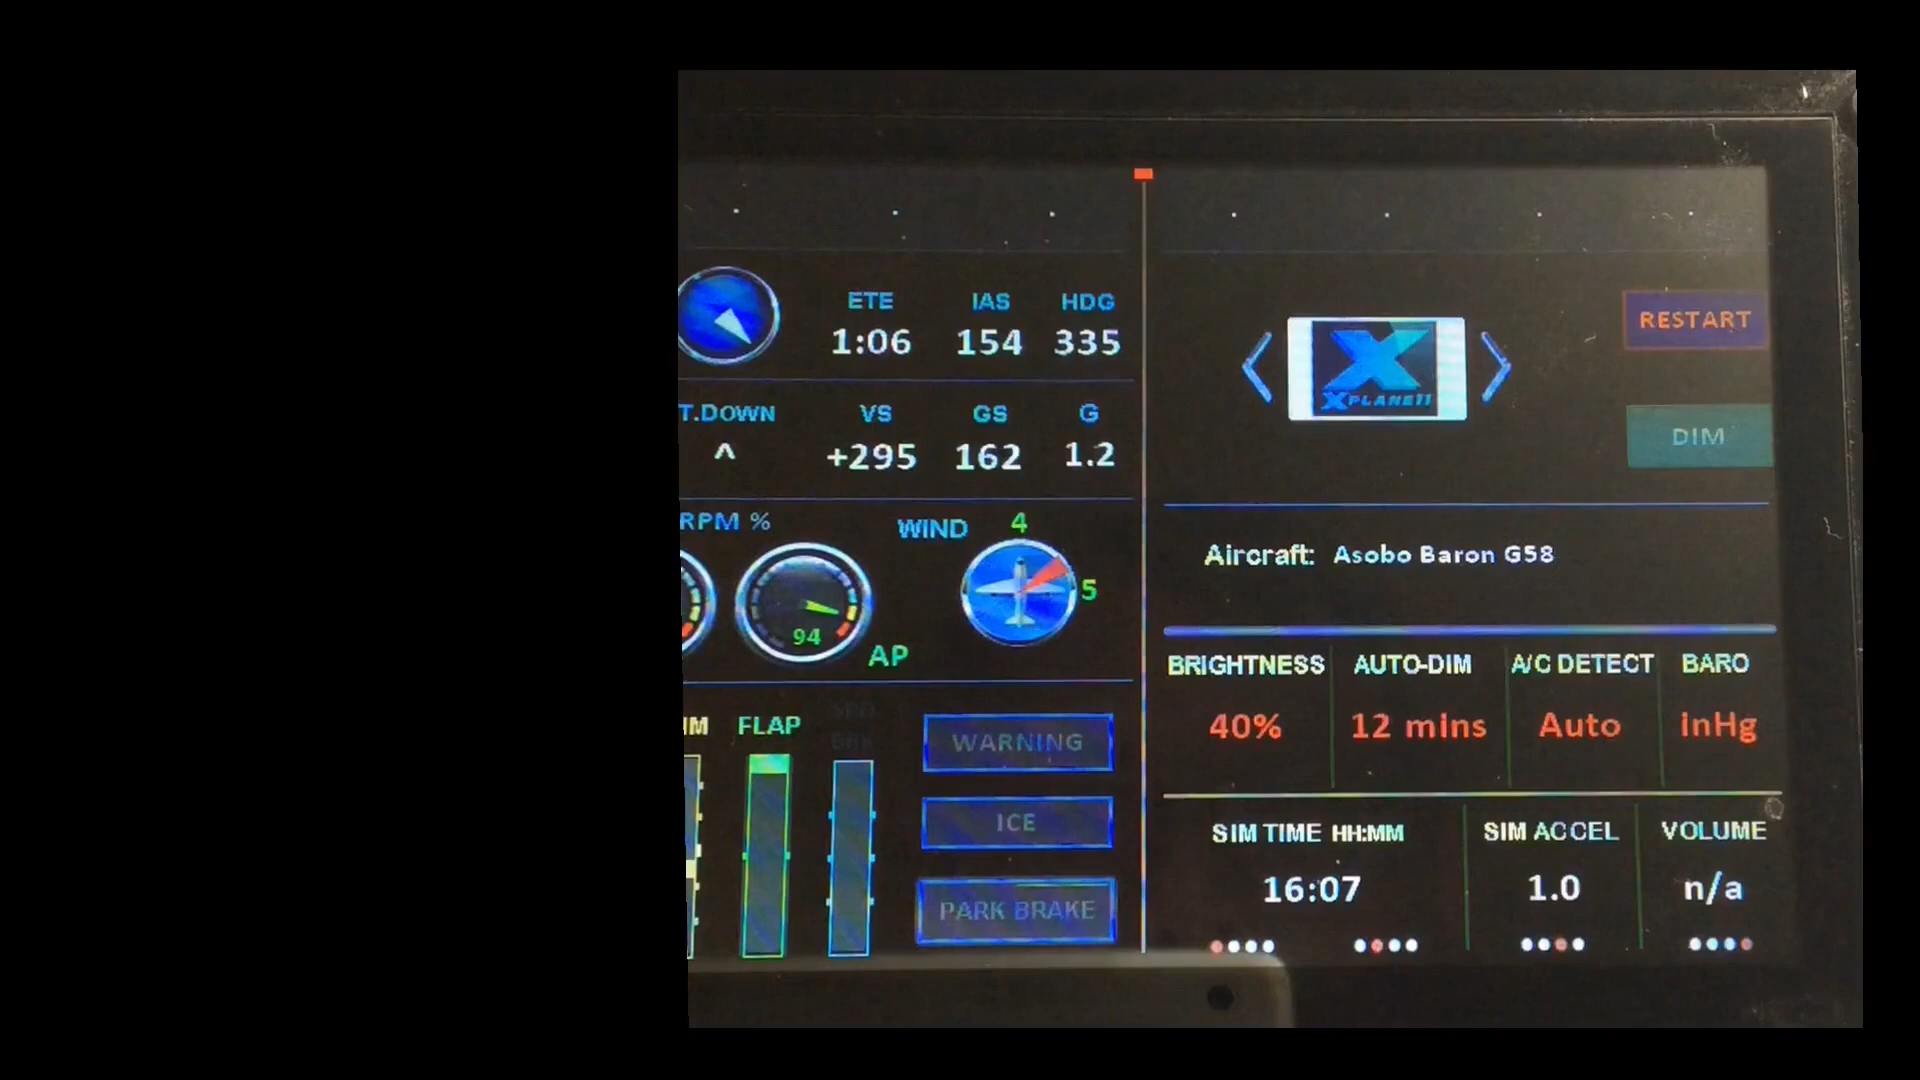 ETE IAS HDG
1:06 154 335
T.DOWN VS GS G
^ +295 162 1.2
RPM % WIND 4
5
94
AP
FLAP
WARNING
ICE
PARK BRAKE
X PLANE 11
RESTART
DIM
Aircraft: Asobo Baron G58
BRIGHTNESS AUTO-DIM A/C DETECT BARO
40% 12 mins Auto inHg
SIM TIME HH:MM SIM ACCEL VOLUME
16:07 1.0 n/a